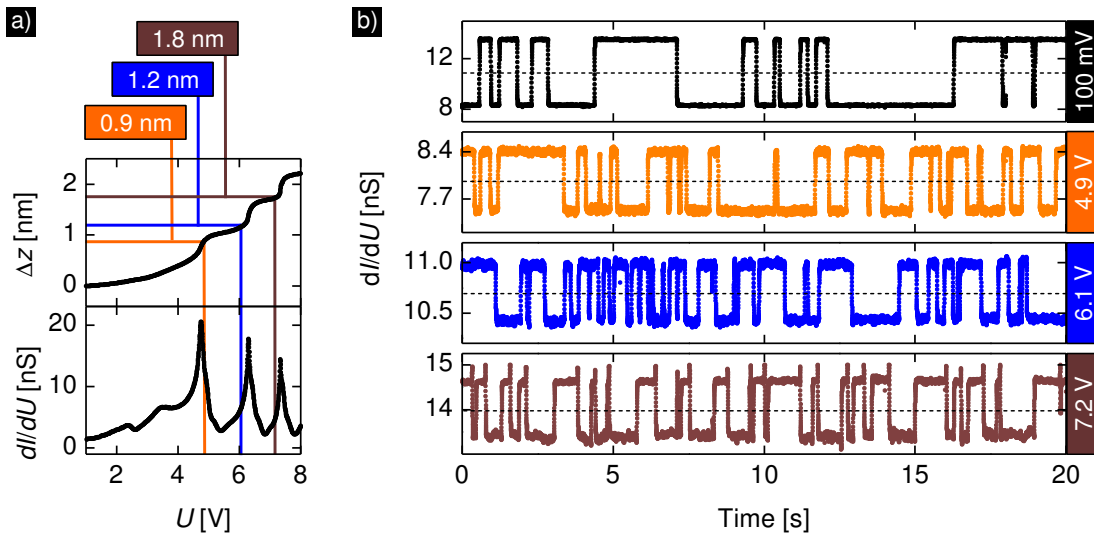 a)
1.8 nm
1.2 nm
0.9 nm
Δz [nm]
2
1
0
dI/dU [nS]
20
10
0
2 4 6 8
U [V]
b)
dI/dU [nS]
12
8
100 mV
8.4
7.7
4.9 V
11.0
10.5
6.1 V
15
14
7.2 V
0 5 10 15 20
Time [s]